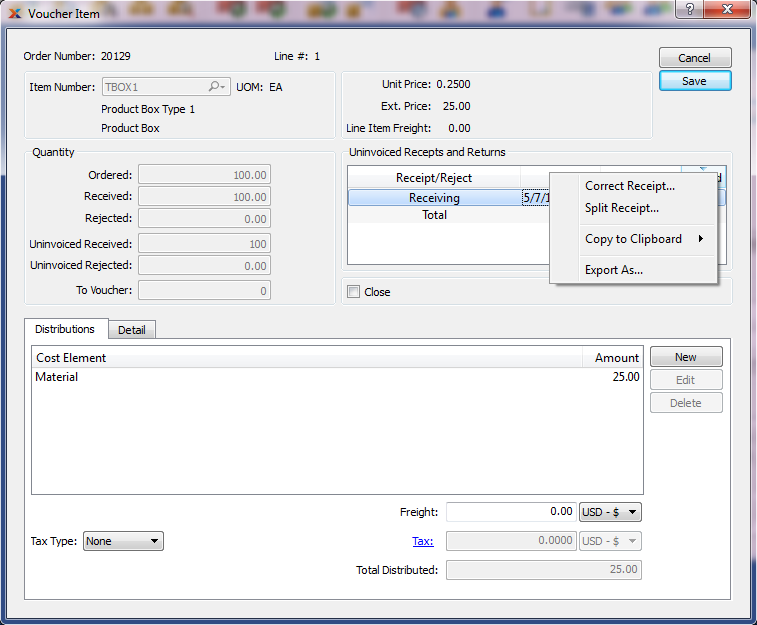 Voucher Item
?
Order Number: 20129 Line #: 1
Cancel
Save
Item Number: TBOX1 UOM: EA
Product Box Type 1
Product Box
Unit Price: 0.2500
Ext. Price: 25.00
Line Item Freight: 0.00
Quantity
Ordered: 100.00
Received: 100.00
Rejected: 0.00
Uninvoiced Received: 100
Uninvoiced Rejected: 0.00
To Voucher: 0
Uninvoiced Recepts and Returns
Receipt/Reject
Receiving 5/7/1
Total
Correct Receipt...
Split Receipt...
Copy to Clipboard
Export As...
Close
Distributions Detail
Cost Element Amount
Material 25.00
New
Edit
Delete
Freight: 0.00 USD - $
Tax Type: None Tax: 0.0000 USD - $
Total Distributed: 25.00